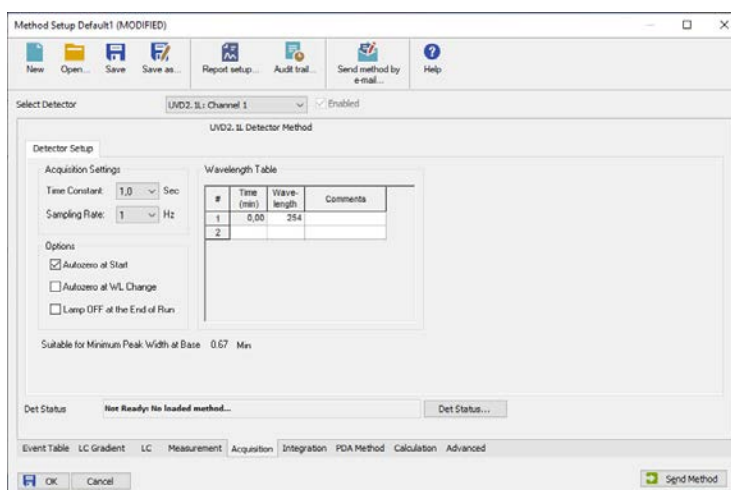 Method Setup Default1 (MODIFIED)
New Open... Save Save as... Report setup... Audit trail... Send method by e-mail... Help
Select Detector UVD2. 1L: Channel 1 Enabled
UVD2. 1L Detector Method
Detector Setup
Acquisition Settings
Time Constant: 1,0 Sec
Sampling Rate: 1 Hz
Options
Autozero at Start
Autozero at WL Change
Lamp OFF at the End of Run
Wavelength Table
# Time (min) Wave-length Comments
1 0,00 254
2
Suitable for Minimum Peak Width at Base 0.67 Min
Det Status Not Ready: No loaded method... Det Status...
Event Table LC Gradient LC Measurement Acquisition Integration PDA Method Calculation Advanced
OK Cancel Send Method